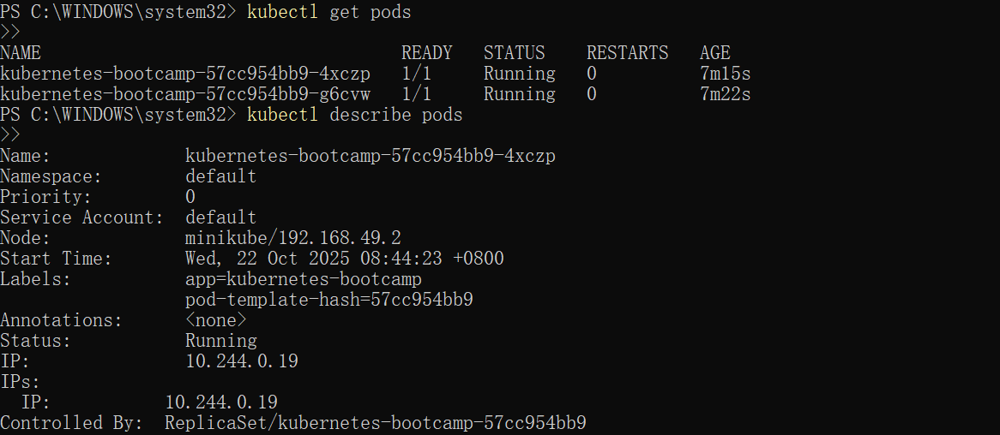 PS C:\WINDOWS\system32> kubectl get pods
>>
NAME                                   READY   STATUS    RESTARTS   AGE
kubernetes-bootcamp-57cc954bb9-4xczp   1/1     Running   0          7m15s
kubernetes-bootcamp-57cc954bb9-g6cvw   1/1     Running   0          7m22s
PS C:\WINDOWS\system32> kubectl describe pods
>>
Name:             kubernetes-bootcamp-57cc954bb9-4xczp
Namespace:        default
Priority:         0
Service Account:  default
Node:             minikube/192.168.49.2
Start Time:       Wed, 22 Oct 2025 08:44:23 +0800
Labels:           app=kubernetes-bootcamp
                  pod-template-hash=57cc954bb9
Annotations:      <none>
Status:           Running
IP:               10.244.0.19
IPs:
  IP:           10.244.0.19
Controlled By:  ReplicaSet/kubernetes-bootcamp-57cc954bb9